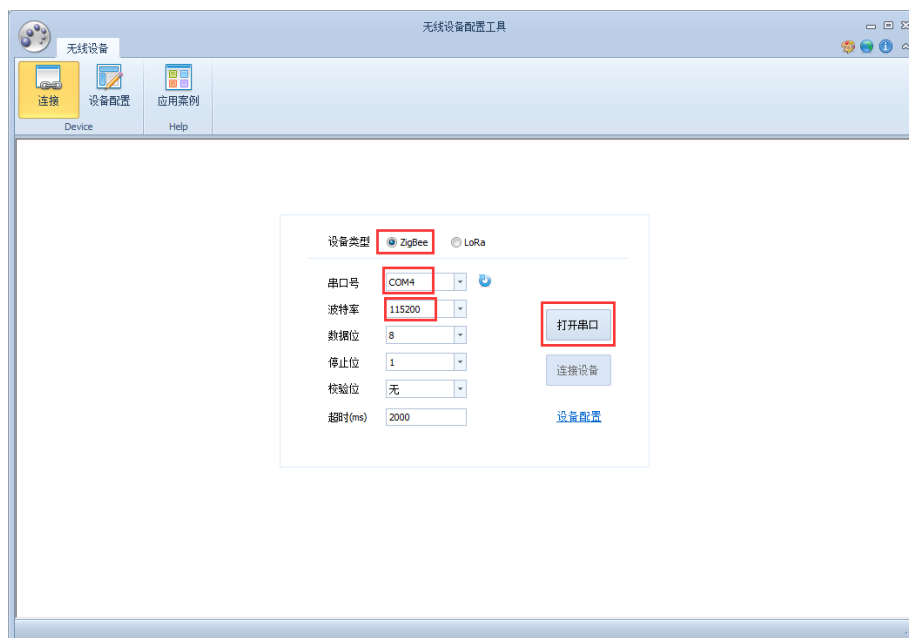 无线设备配置工具
无线设备
连接 设备配置 应用案例
Device Help
设备类型 ZigBee LoRa
串口号 COM4
波特率 115200
打开串口
数据位 8
停止位 1
连接设备
校验位 无
超时(ms) 2000
设备配置